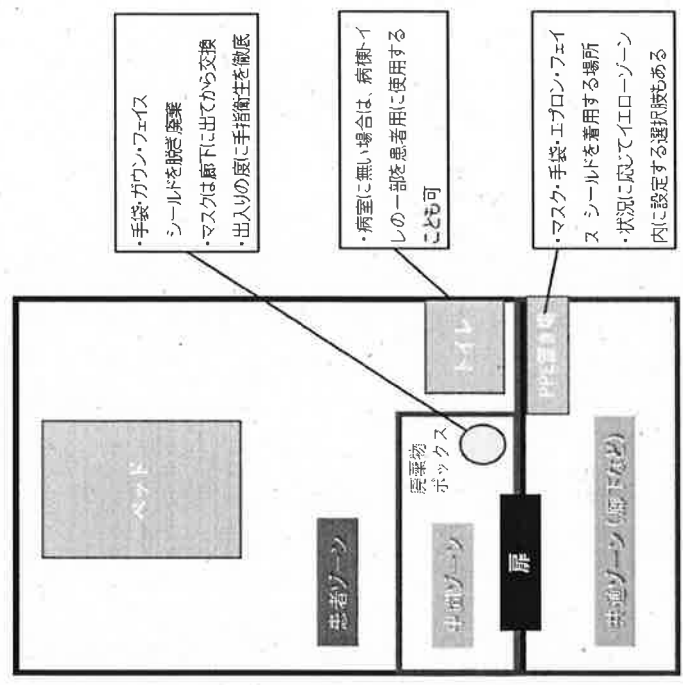 ・手袋・ガウン・フェイス
シールドを脱ぎ廃棄
・マスクは廊下に出てから交換
・出入りの度に手指衛生を徹底
・病室に無い場合は、病棟トイ
レの一部を患者用に使用する
ことも可
・マスク・手袋・エプロン・フェイ
ス シールドを着用する場所
・状況に応じてイエローゾーン
内に設定する選択肢もある
ベッド
トイレ
PPE置き場
患者ゾーン
中間ゾーン
廃棄物
ボックス
扉
共通ゾーン(廊下など)